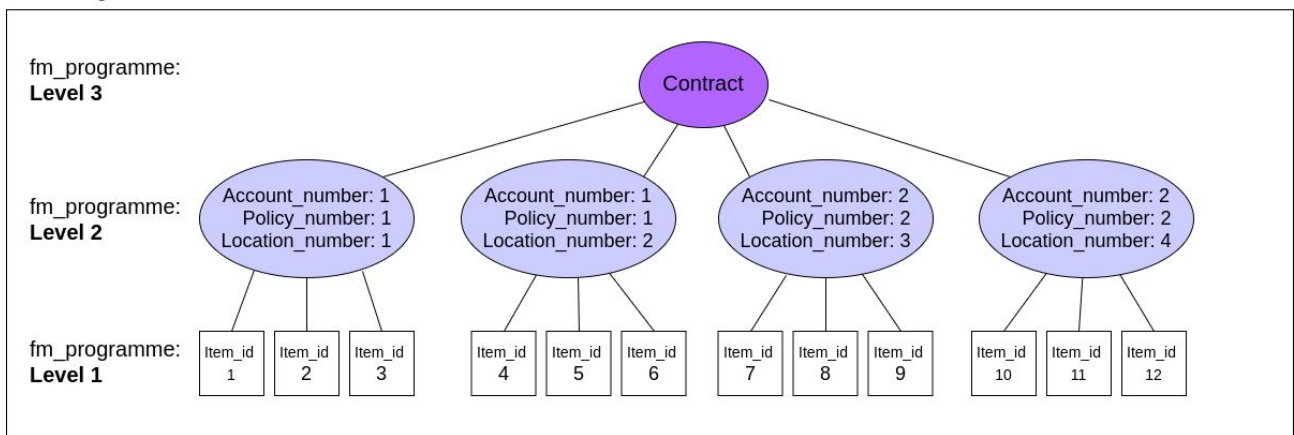 fm_programme:
Level 3
Contract
fm_programme:
Level 2
Account_number: 1
Policy_number: 1
Location_number: 1
Account_number: 1
Policy_number: 1
Location_number: 2
Account_number: 2
Policy_number: 2
Location_number: 3
Account_number: 2
Policy_number: 2
Location_number: 4
fm_programme:
Level 1
Item_id
1
Item_id
2
Item_id
3
Item_id
4
Item_id
5
Item_id
6
Item_id
7
Item_id
8
Item_id
9
Item_id
10
Item_id
11
Item_id
12